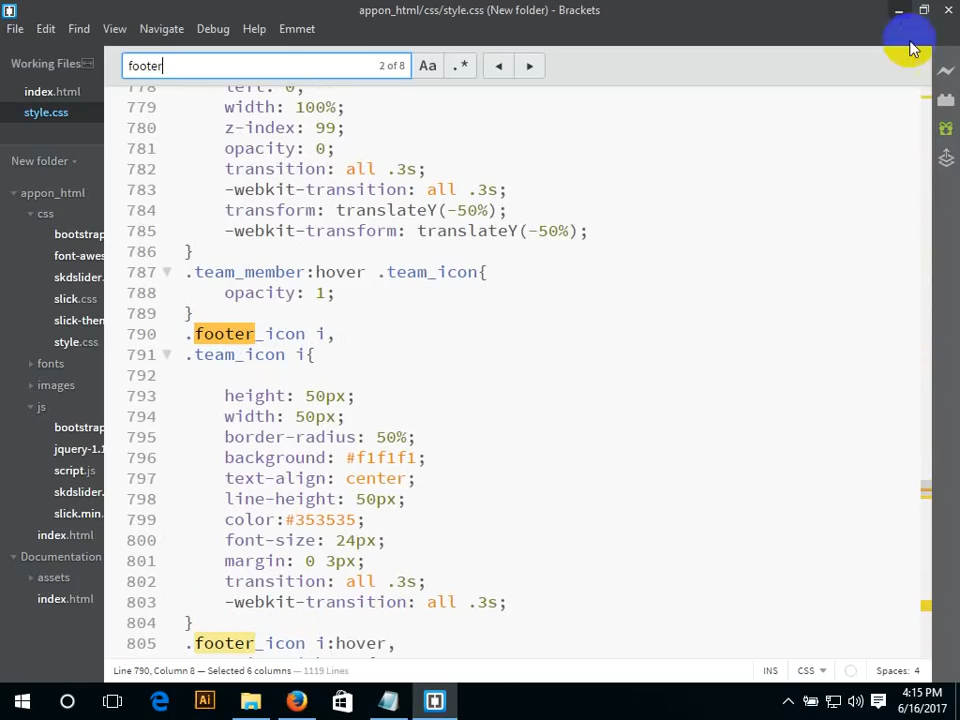 appon_html/css/style.css (New folder) - Brackets
File Edit Find View Navigate Debug Help Emmet
Working Files
index.html
style.css
New folder
appon_html
css
bootstrap
font-awes
skdslider.
slick.css
slick-then
style.css
fonts
images
js
bootstrap
jquery-1.1
script.js
skdslider.
slick.min.
index.html
Documentation
assets
index.html
footer 2 of 8 Aa .*
778 left: 0;
779 width: 100%;
780 z-index: 99;
781 opacity: 0;
782 transition: all .3s;
783 -webkit-transition: all .3s;
784 transform: translateY(-50%);
785 -webkit-transform: translateY(-50%);
786 }
787 .team_member:hover .team_icon{
788 opacity: 1;
789 }
790 .footer_icon i,
791 .team_icon i{
792
793 height: 50px;
794 width: 50px;
795 border-radius: 50%;
796 background: #f1f1f1;
797 text-align: center;
798 line-height: 50px;
799 color:#353535;
800 font-size: 24px;
801 margin: 0 3px;
802 transition: all .3s;
803 -webkit-transition: all .3s;
804 }
805 .footer_icon i:hover,
Line 790, Column 8 — Selected 6 columns — 1119 Lines INS CSS Spaces: 4
Ai
4:15 PM
6/16/2017